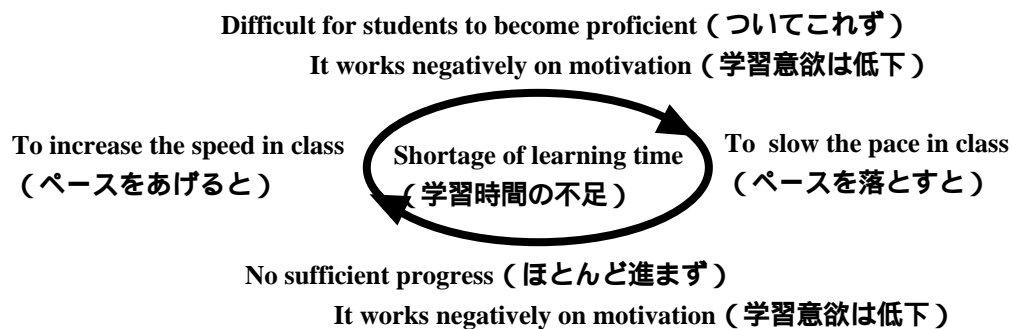 Difficult for students to become proficient（ついてこれず）
It works negatively on motivation（学習意欲は低下）
To increase the speed in class
（ペースをあげると）
Shortage of learning time
（学習時間の不足）
To slow the pace in class
（ペースを落とすと）
No sufficient progress（ほとんど進まず）
It works negatively on motivation（学習意欲は低下）